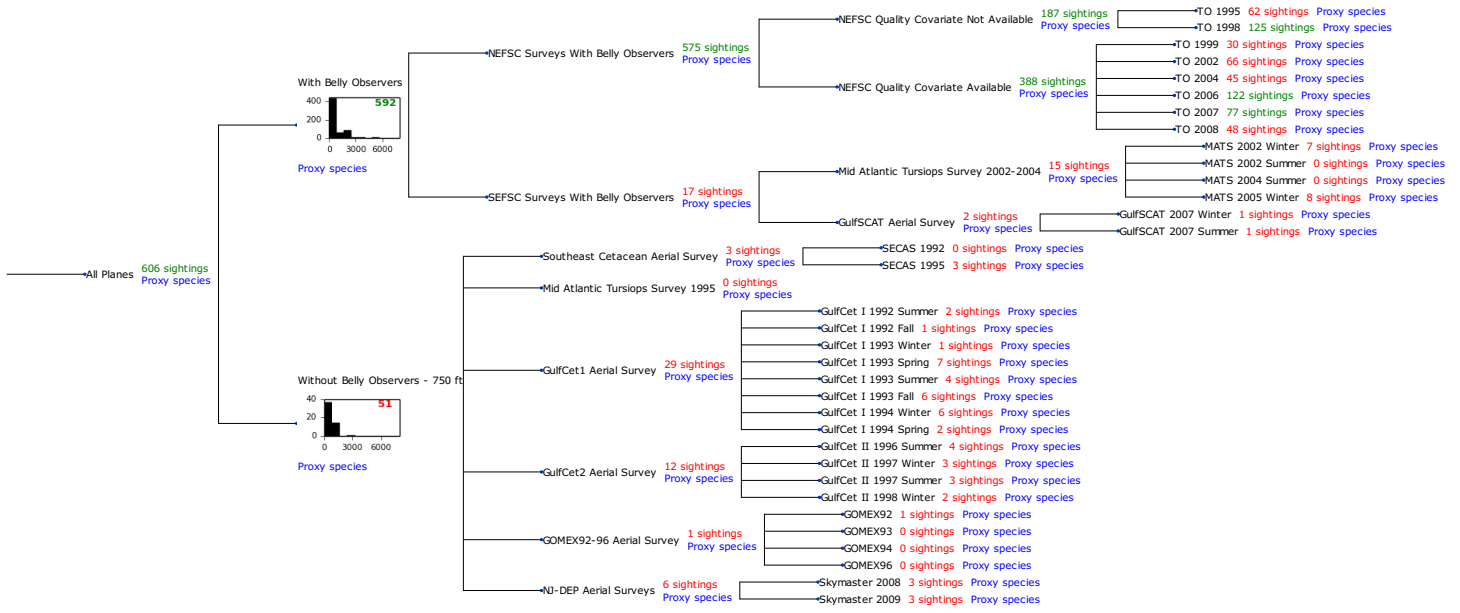 All Planes 606 sightings
Proxy species
With Belly Observers
592
400
200
0
0 3000 6000
Proxy species
NEFSC Surveys With Belly Observers 575 sightings
Proxy species
NEFSC Quality Covariate Not Available 187 sightings
Proxy species
TO 1995 62 sightings Proxy species
TO 1998 125 sightings Proxy species
NEFSC Quality Covariate Available 388 sightings
Proxy species
TO 1999 30 sightings Proxy species
TO 2002 66 sightings Proxy species
TO 2004 45 sightings Proxy species
TO 2006 122 sightings Proxy species
TO 2007 77 sightings Proxy species
TO 2008 48 sightings Proxy species
SEFSC Surveys With Belly Observers 17 sightings
Proxy species
Mid Atlantic Tursiops Survey 2002-2004 15 sightings
Proxy species
MATS 2002 Winter 7 sightings Proxy species
MATS 2002 Summer 0 sightings Proxy species
MATS 2004 Summer 0 sightings Proxy species
MATS 2005 Winter 8 sightings Proxy species
GulfSCAT Aerial Survey 2 sightings
Proxy species
GulfSCAT 2007 Winter 1 sightings Proxy species
GulfSCAT 2007 Summer 1 sightings Proxy species
Without Belly Observers - 750 ft
51
40
20
0
0 3000 6000
Proxy species
Southeast Cetacean Aerial Survey 3 sightings
Proxy species
SECAS 1992 0 sightings Proxy species
SECAS 1995 3 sightings Proxy species
Mid Atlantic Tursiops Survey 1995 0 sightings
Proxy species
GulfCet1 Aerial Survey 29 sightings
Proxy species
GulfCet I 1992 Summer 2 sightings Proxy species
GulfCet I 1992 Fall 1 sightings Proxy species
GulfCet I 1993 Winter 1 sightings Proxy species
GulfCet I 1993 Spring 7 sightings Proxy species
GulfCet I 1993 Summer 4 sightings Proxy species
GulfCet I 1993 Fall 6 sightings Proxy species
GulfCet I 1994 Winter 6 sightings Proxy species
GulfCet I 1994 Spring 2 sightings Proxy species
GulfCet2 Aerial Survey 12 sightings
Proxy species
GulfCet II 1996 Summer 4 sightings Proxy species
GulfCet II 1997 Winter 3 sightings Proxy species
GulfCet II 1997 Summer 3 sightings Proxy species
GulfCet II 1998 Winter 2 sightings Proxy species
GOMEX92-96 Aerial Survey 1 sightings
Proxy species
GOMEX92 1 sightings Proxy species
GOMEX93 0 sightings Proxy species
GOMEX94 0 sightings Proxy species
GOMEX96 0 sightings Proxy species
NJ-DEP Aerial Surveys 6 sightings
Proxy species
Skymaster 2008 3 sightings Proxy species
Skymaster 2009 3 sightings Proxy species